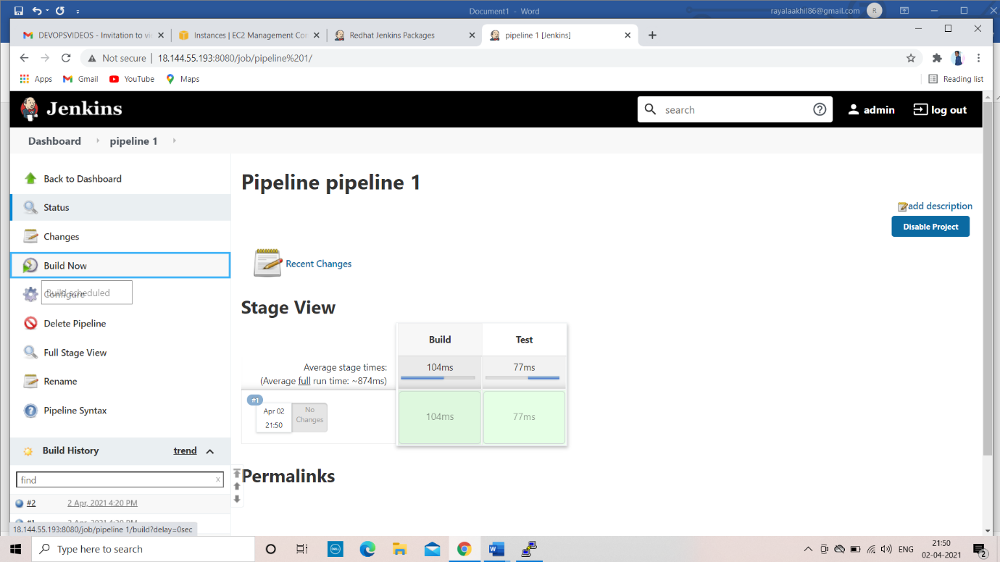 Document1 - Word
rayalaakhil86@gmail.com
R
DEVOPSVIDEOS - Invitation to vi
Instances | EC2 Management Con
Redhat Jenkins Packages
pipeline 1 [Jenkins]
Not secure | 18.144.55.193:8080/job/pipeline%201/
Apps
Gmail
YouTube
Maps
Reading list
Jenkins
search
admin
log out
Dashboard
pipeline 1
Back to Dashboard
Status
Changes
Build Now
Build scheduled
Configure
Delete Pipeline
Full Stage View
Rename
Pipeline Syntax
Build History
trend
find
x
#2 2 Apr, 2021 4:20 PM
#1 2 Apr, 2021 4:20 PM
18.144.55.193:8080/job/pipeline 1/build?delay=0sec
Pipeline pipeline 1
add description
Disable Project
Recent Changes
Stage View
Build Test
Average stage times: 104ms 77ms
(Average full run time: ~874ms)
#1
Apr 02
21:50
No
Changes
104ms 77ms
Permalinks
Type here to search
DELL
ENG
21:50
02-04-2021
2